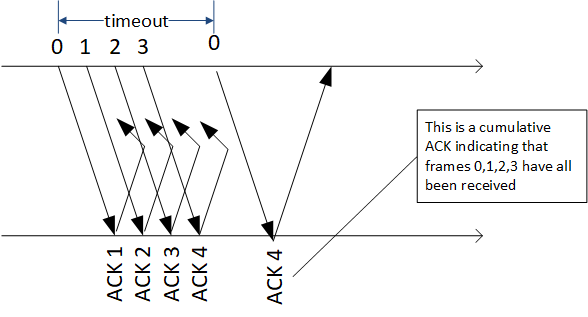 timeout
0 1 2 3 0
This is a cumulative
ACK indicating that
frames 0,1,2,3 have all
been received
ACK 1
ACK 2
ACK 3
ACK 4
ACK 4